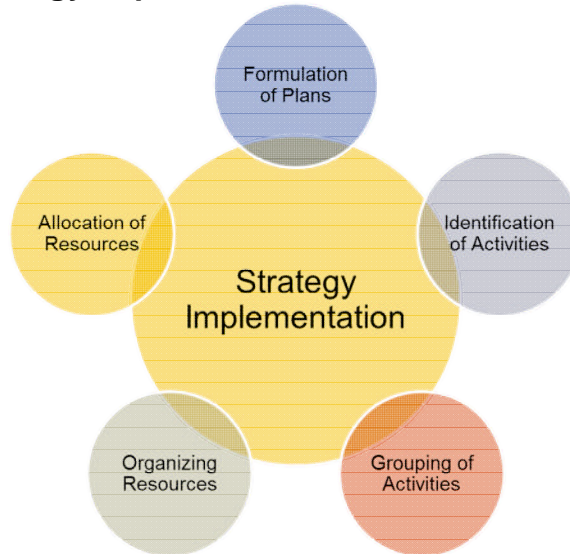 Formulation
of Plans
Allocation of
Resources
Identification
of Activities
Strategy
Implementation
Organizing
Resources
Grouping of
Activities